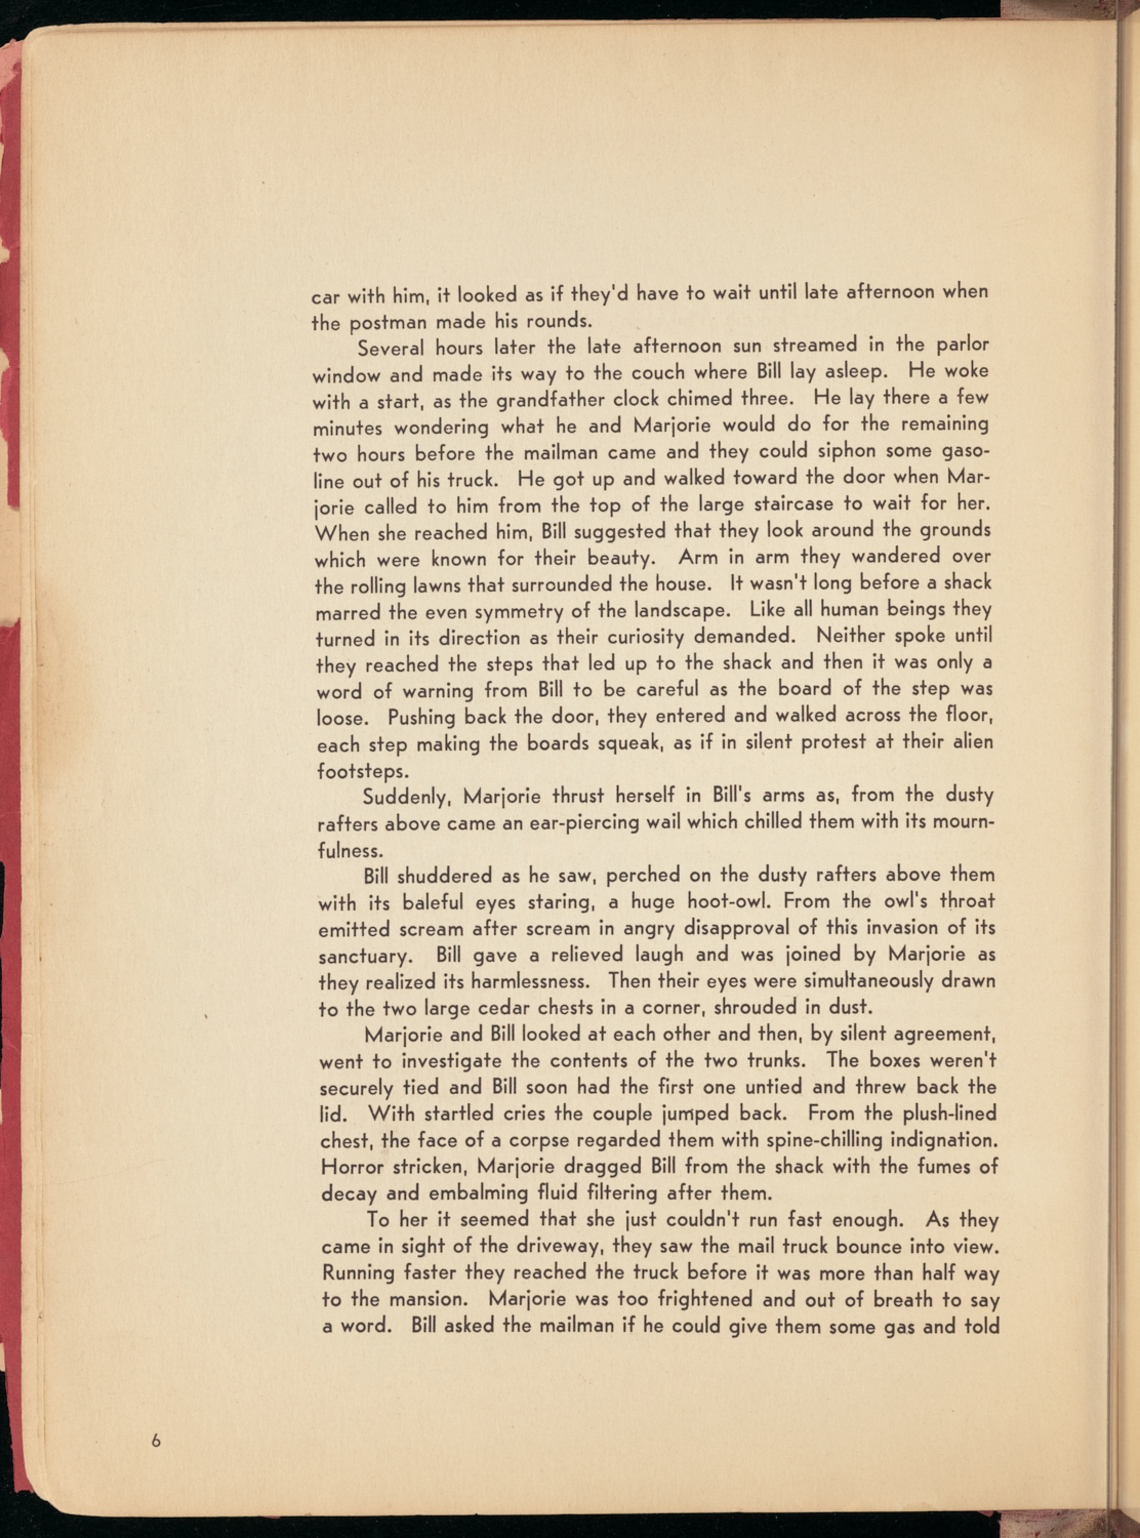 car with him, it looked as if they'd have to wait until late afternoon when
the postman made his rounds.
Several hours later the late afternoon sun streamed in the parlor
window and made its way to the couch where Bill lay asleep. He woke
with a start, as the grandfather clock chimed three. He lay there a few
minutes wondering what he and Marjorie would do for the remaining
two hours before the mailman came and they could siphon some gaso-
line out of his truck. He got up and walked toward the door when Mar-
jorie called to him from the top of the large staircase to wait for her.
When she reached him, Bill suggested that they look around the grounds
which were known for their beauty. Arm in arm they wandered over
the rolling lawns that surrounded the house. It wasn't long before a shack
marred the even symmetry of the landscape. Like all human beings they
turned in its direction as their curiosity demanded. Neither spoke until
they reached the steps that led up to the shack and then it was only a
word of warning from Bill to be careful as the board of the step was
loose. Pushing back the door, they entered and walked across the floor,
each step making the boards squeak, as if in silent protest at their alien
footsteps.
Suddenly, Marjorie thrust herself in Bill's arms as, from the dusty
rafters above came an ear-piercing wail which chilled them with its mourn-
fulness.
Bill shuddered as he saw, perched on the dusty rafters above them
with its baleful eyes staring, a huge hoot-owl. From the owl's throat
emitted scream after scream in angry disapproval of this invasion of its
sanctuary. Bill gave a relieved laugh and was joined by Marjorie as
they realized its harmlessness. Then their eyes were simultaneously drawn
to the two large cedar chests in a corner, shrouded in dust.
Marjorie and Bill looked at each other and then, by silent agreement,
went to investigate the contents of the two trunks. The boxes weren't
securely tied and Bill soon had the first one untied and threw back the
lid. With startled cries the couple jumped back. From the plush-lined
chest, the face of a corpse regarded them with spine-chilling indignation.
Horror stricken, Marjorie dragged Bill from the shack with the fumes of
decay and embalming fluid filtering after them.
To her it seemed that she just couldn't run fast enough. As they
came in sight of the driveway, they saw the mail truck bounce into view.
Running faster they reached the truck before it was more than half way
to the mansion. Marjorie was too frightened and out of breath to say
a word. Bill asked the mailman if he could give them some gas and told
6